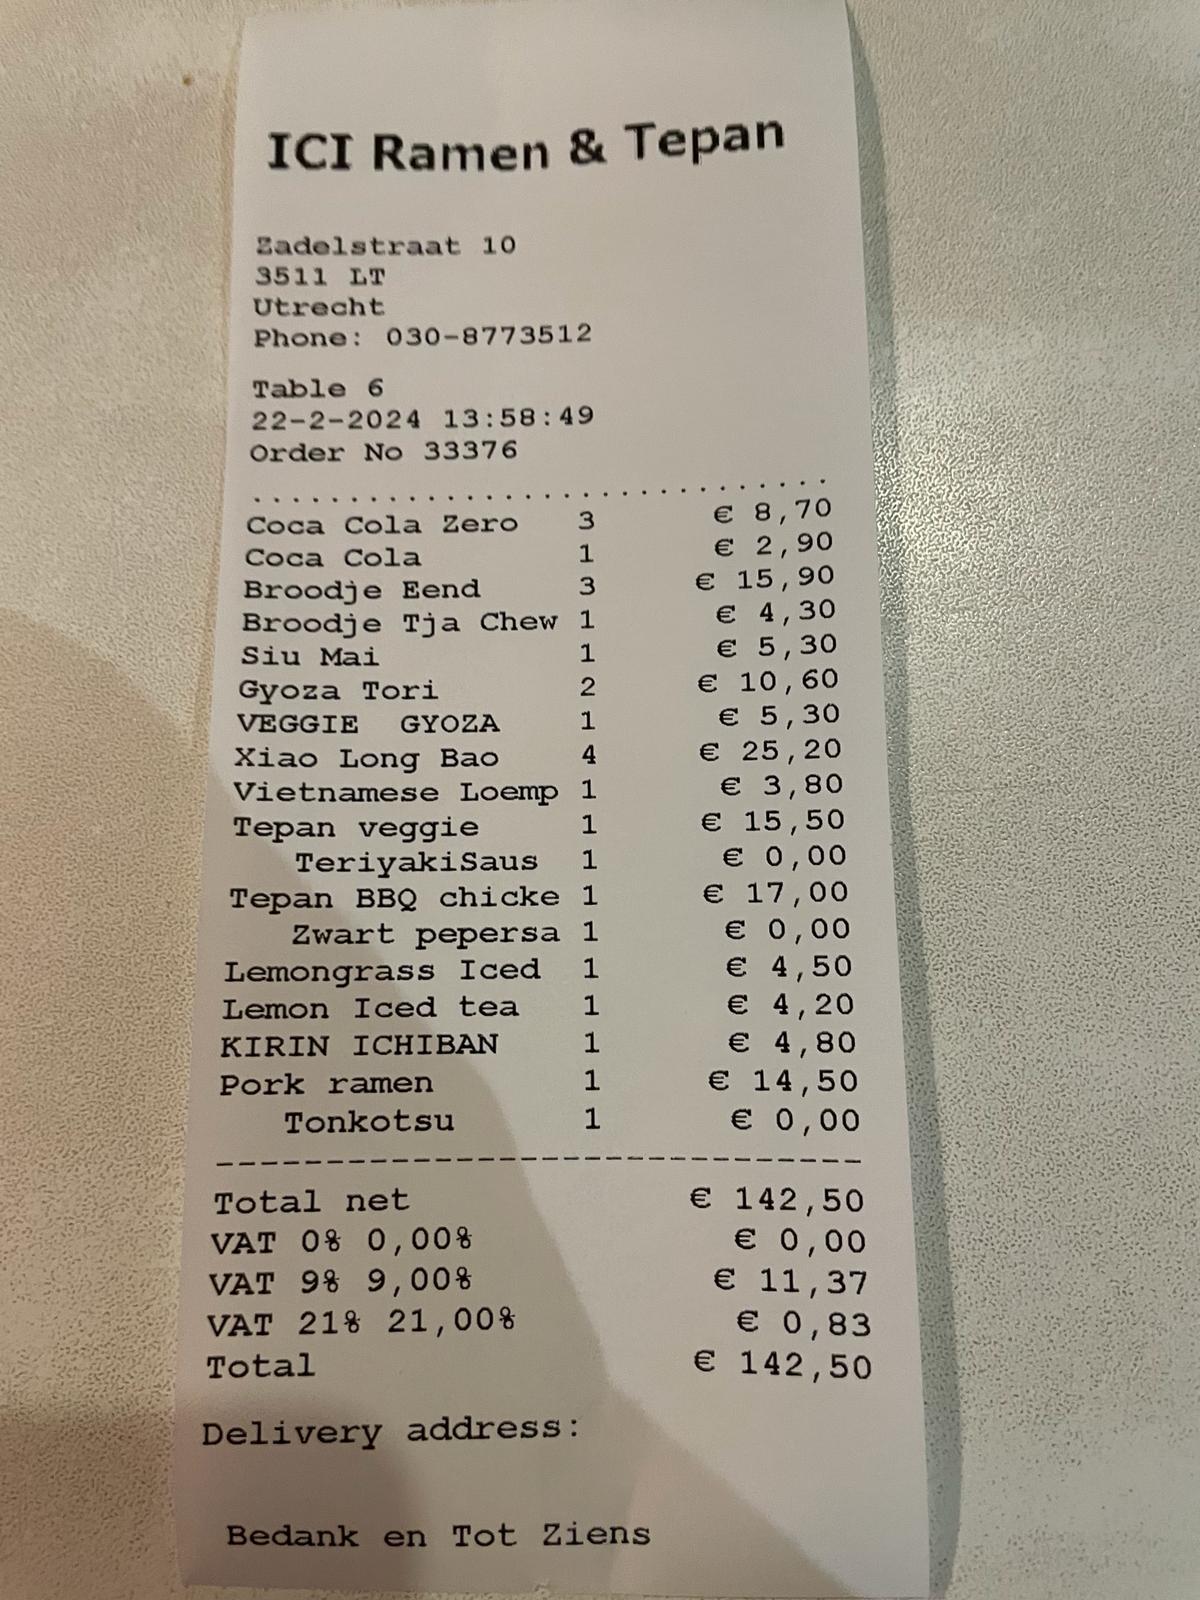 ICI Ramen & Tepan
Zadelstraat 10
3511 LT
Utrecht
Phone: 030-8773512
Table 6
22-2-2024 13:58:49
Order No 33376
Coca Cola Zero 3 € 8,70
Coca Cola 1 € 2,90
Broodje Eend 3 € 15,90
Broodje Tja Chew 1 € 4,30
Siu Mai 1 € 5,30
Gyoza Tori 2 € 10,60
VEGGIE GYOZA 1 € 5,30
Xiao Long Bao 4 € 25,20
Vietnamese Loemp 1 € 3,80
Tepan veggie 1 € 15,50
TeriyakiSaus 1 € 0,00
Tepan BBQ chicke 1 € 17,00
Zwart pepersa 1 € 0,00
Lemongrass Iced 1 € 4,50
Lemon Iced tea 1 € 4,20
KIRIN ICHIBAN 1 € 4,80
Pork ramen 1 € 14,50
Tonkotsu 1 € 0,00
Total net € 142,50
VAT 0% 0,00% € 0,00
VAT 9% 9,00% € 11,37
VAT 21% 21,00% € 0,83
Total € 142,50
Delivery address:
Bedank en Tot Ziens